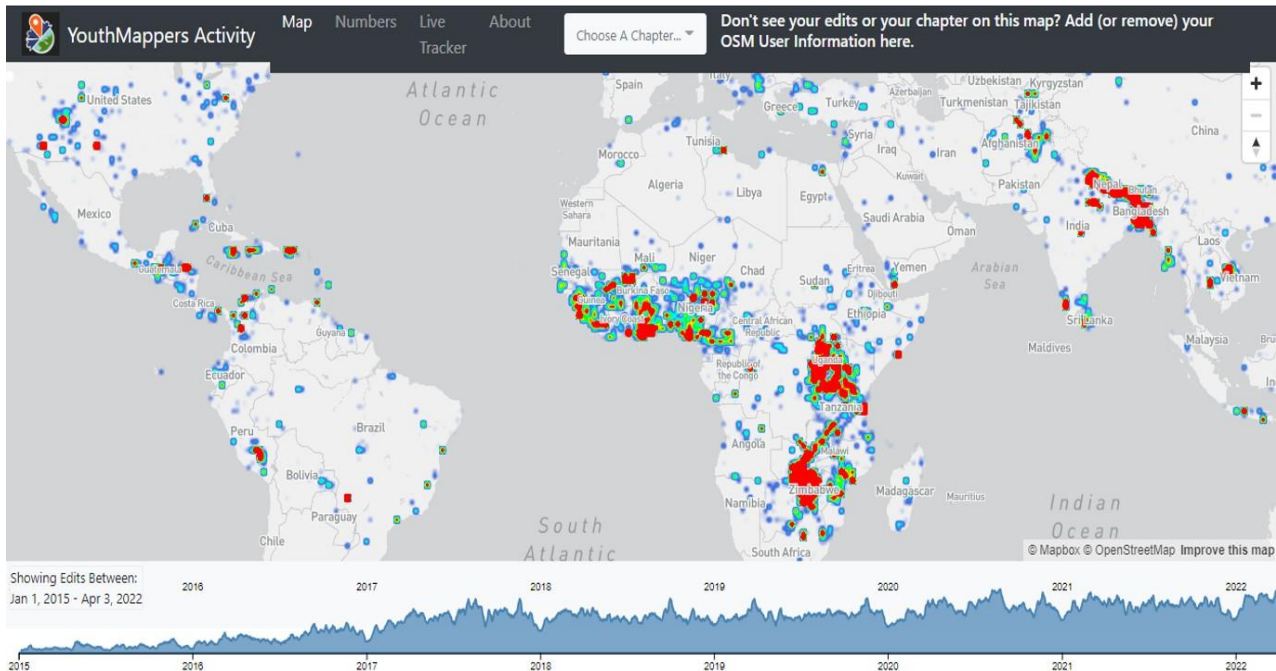 YouthMappers Activity
Map
Numbers
Live
Tracker
About
Choose A Chapter...
Don't see your edits or your chapter on this map? Add (or remove) your
OSM User Information here.
Atlantic
Ocean
United States
Spain
Italy
Greece
Turkey
Azerbaijan
Uzbekistan
Kyrgyzstan
Turkmenistan
Tajikistan
China
Syria
Iraq
Iran
Afghanistan
Morocco
Tunisia
Algeria
Libya
Egypt
Kuwait
Pakistan
Nepal
Bhutan
Bangladesh
India
Western
Sahara
Saudi Arabia
Oman
Mexico
Cuba
Mauritania
Mali
Niger
Chad
Sudan
Eritrea
Yemen
Arabian
Sea
Laos
Vietnam
Guatemala
Caribbean Sea
Senegal
Burkina Faso
Guinea
Nigeria
Ivory Coast
Djibouti
Ethiopia
Central African
Republic
Costa Rica
Guyana
Colombia
Sri Lanka
Maldives
Malaysia
Ecuador
Republic of
the Congo
Uganda
Tanzania
Peru
Brazil
Angola
Malawi
Bolivia
Zimbabwe
Namibia
Madagascar
Mauritius
Paraguay
Chile
South
Atlantic
South Africa
Indian
Ocean
© Mapbox © OpenStreetMap Improve this map
Showing Edits Between:
Jan 1, 2015 - Apr 3, 2022
2016
2017
2018
2019
2020
2021
2022
2015
2016
2017
2018
2019
2020
2021
2022